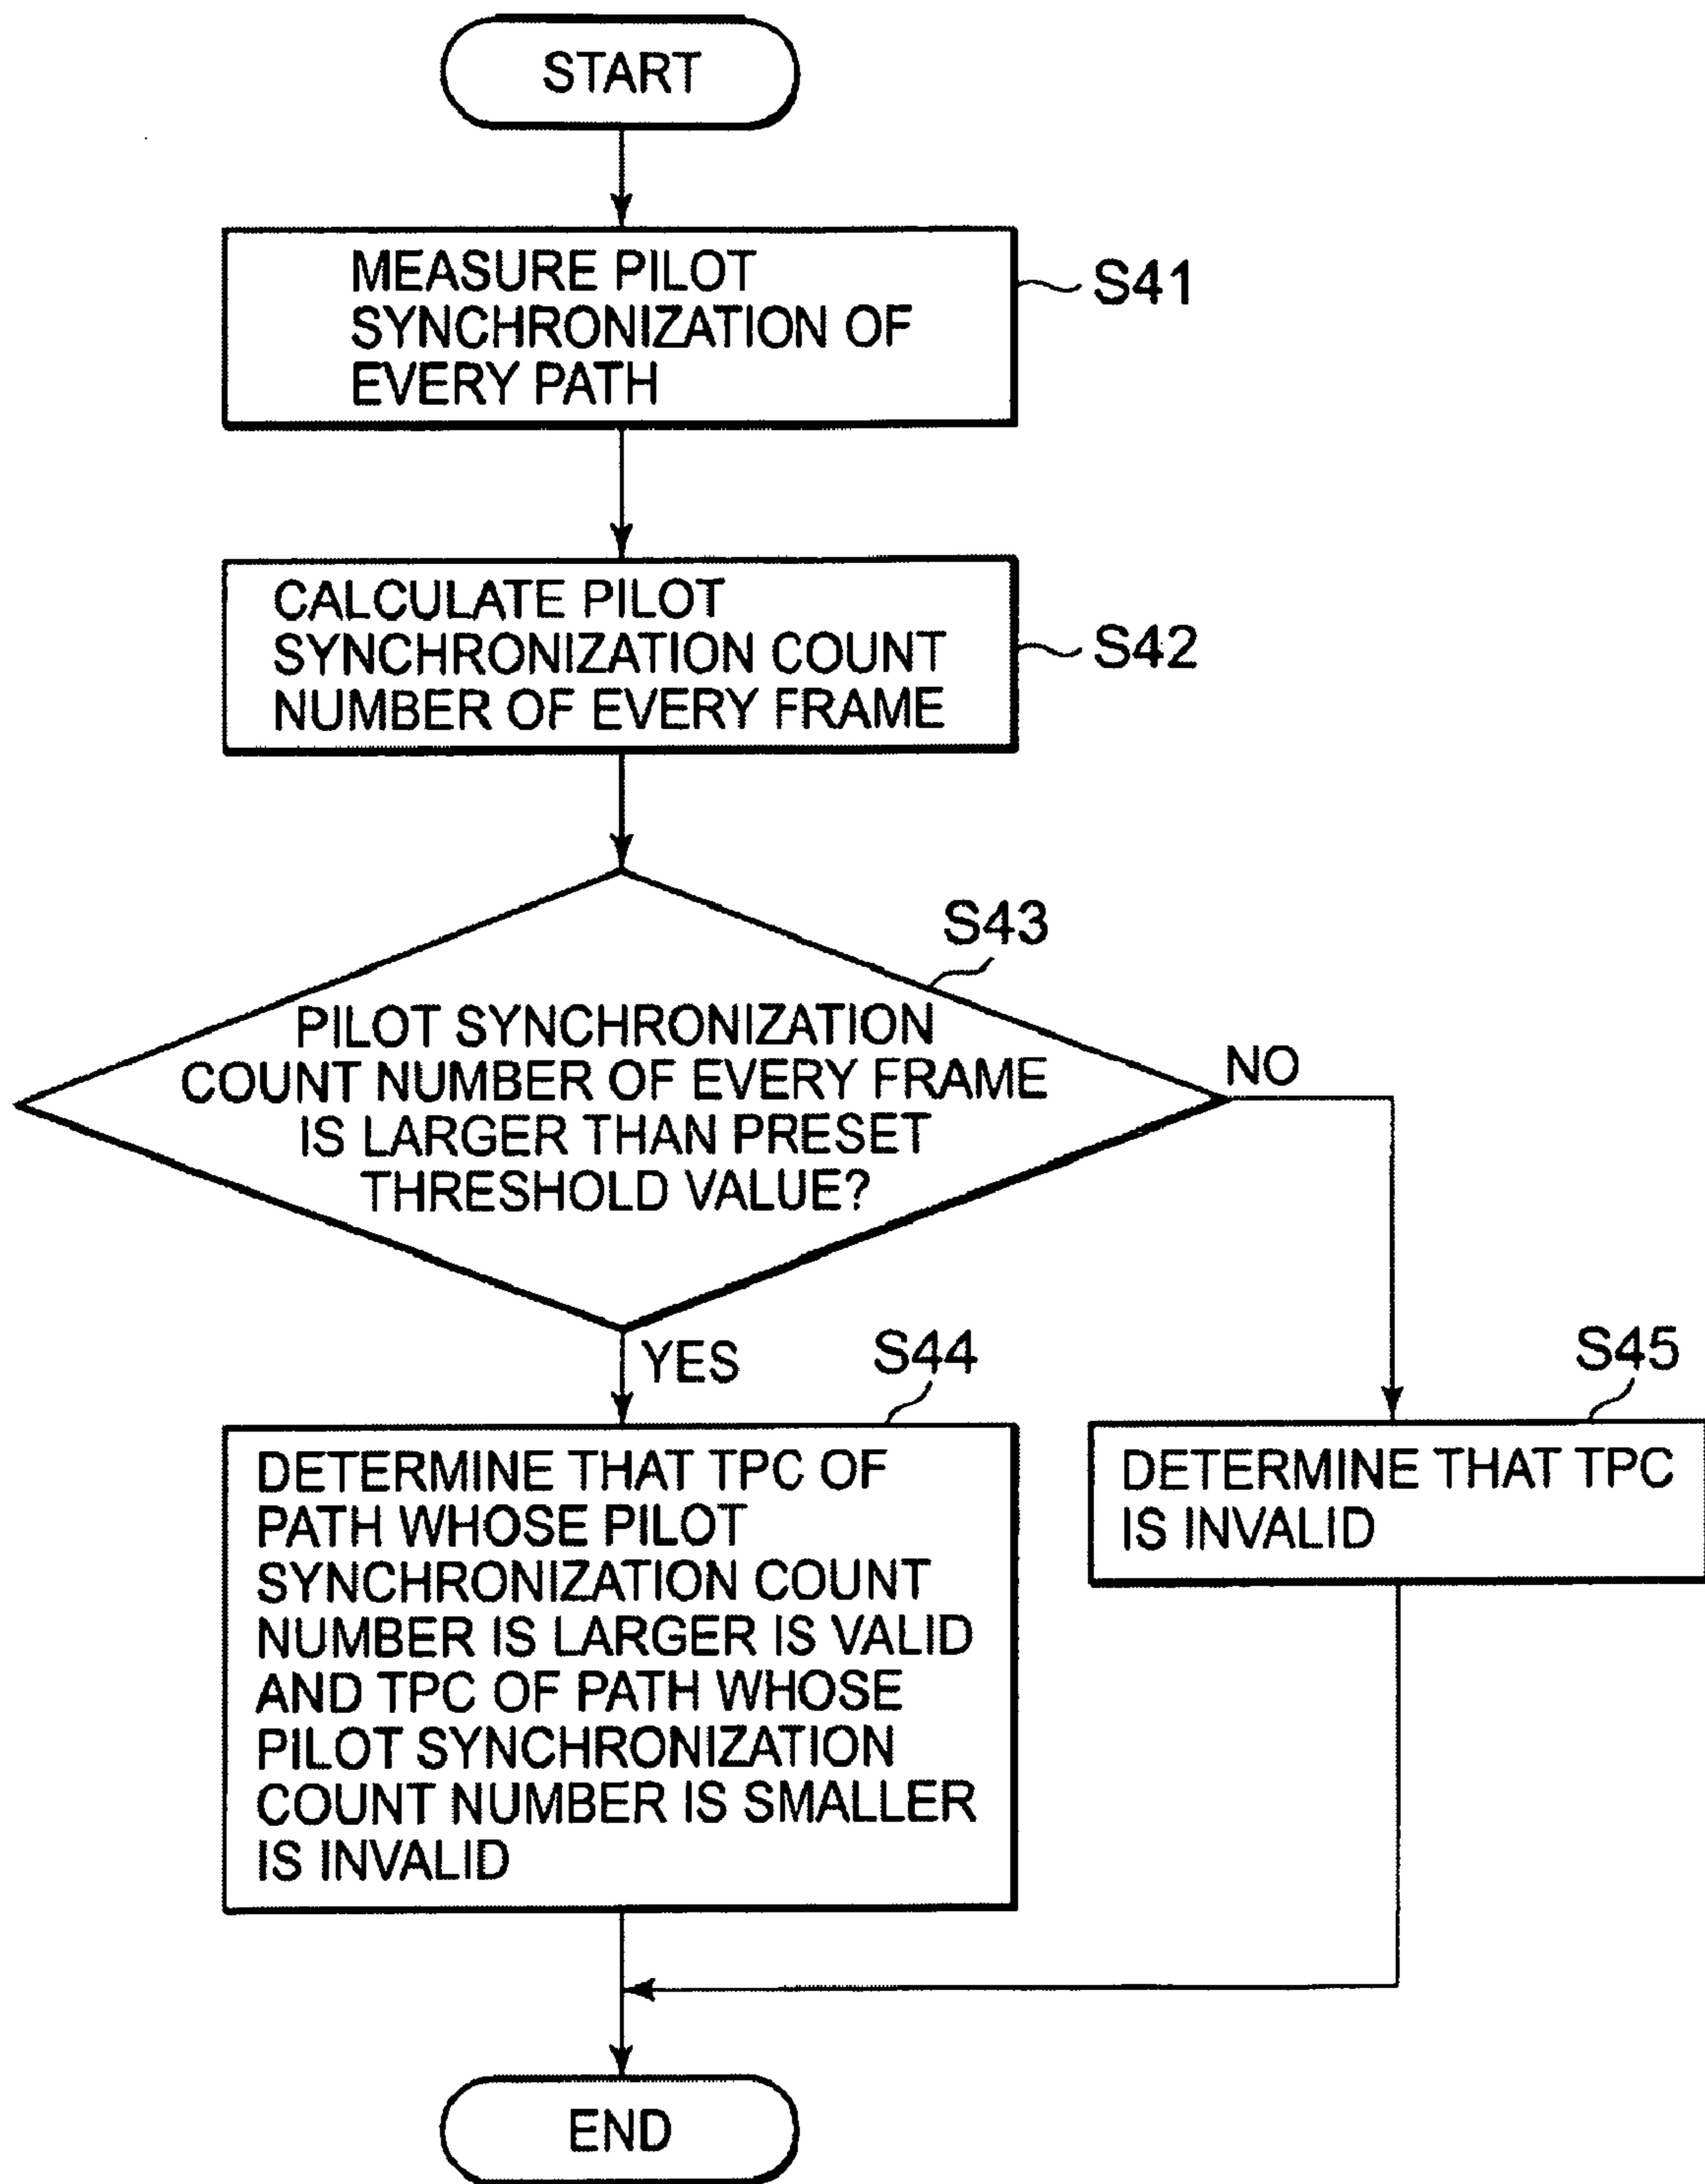 START
MEASURE PILOT
SYNCHRONIZATION OF
EVERY PATH
S41
CALCULATE PILOT
SYNCHRONIZATION COUNT
NUMBER OF EVERY FRAME
S42
S43
PILOT SYNCHRONIZATION
COUNT NUMBER OF EVERY FRAME
IS LARGER THAN PRESET
THRESHOLD VALUE?
NO
YES
S44
DETERMINE THAT TPC OF
PATH WHOSE PILOT
SYNCHRONIZATION COUNT
NUMBER IS LARGER IS VALID
AND TPC OF PATH WHOSE
PILOT SYNCHRONIZATION
COUNT NUMBER IS SMALLER
IS INVALID
S45
DETERMINE THAT TPC
IS INVALID
END